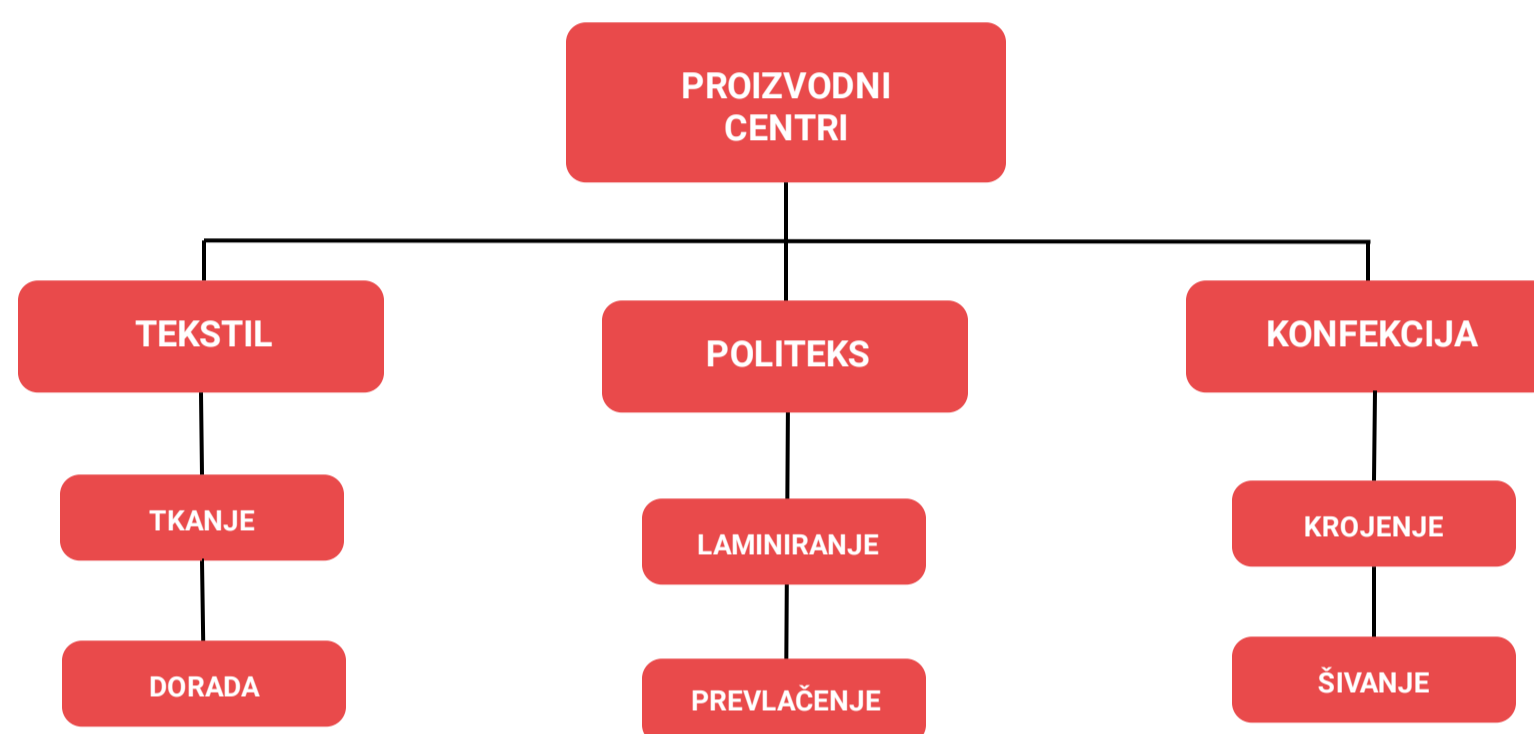 PROIZVODNI
CENTRI
TEKSTIL
POLITEKS
KONFEKCIJA
TKANJE
LAMINIRANJE
KROJENJE
DORADA
PREVLAČENJE
ŠIVANJE